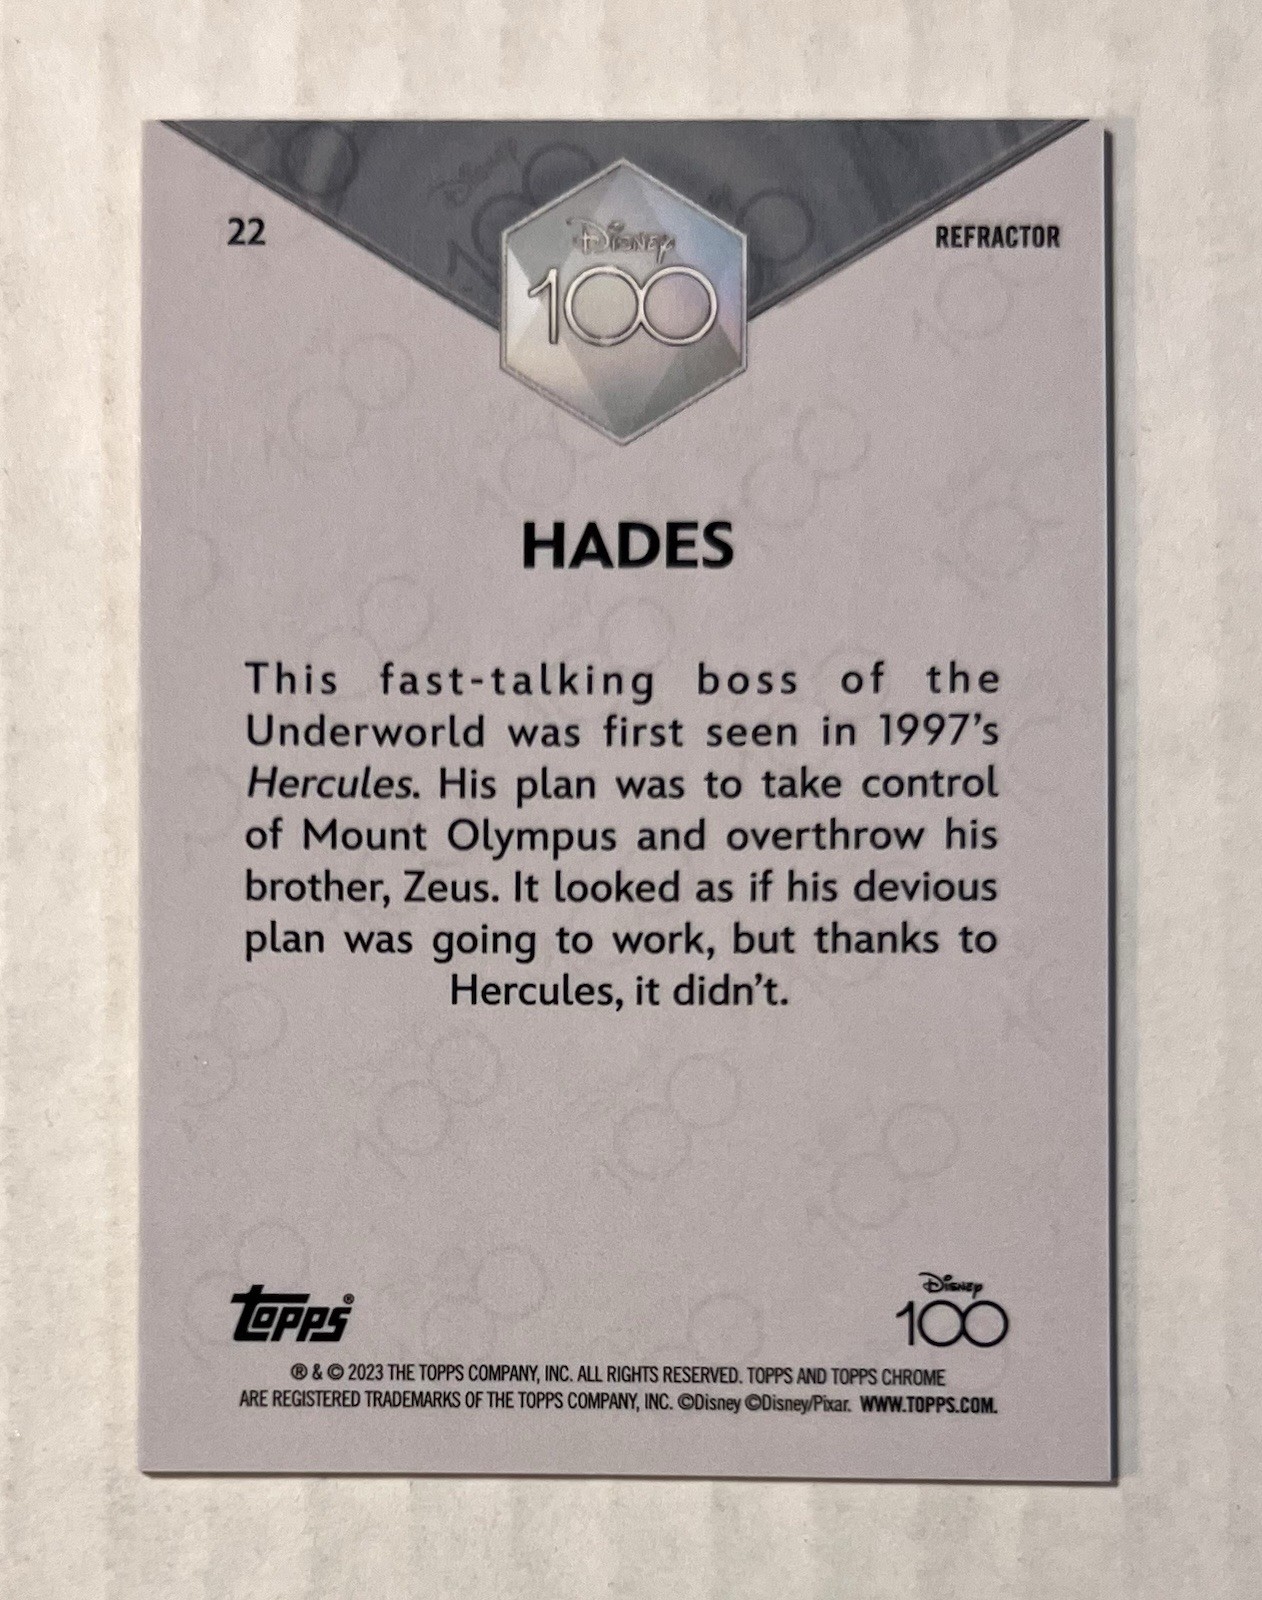 22
REFRACTOR
Disney
100
HADES
This fast-talking boss of the
Underworld was first seen in 1997's
Hercules. His plan was to take control
of Mount Olympus and overthrow his
brother, Zeus. It looked as if his devious
plan was going to work, but thanks to
Hercules, it didn't.
topps®
Disney
100
® & © 2023 THE TOPPS COMPANY, INC. ALL RIGHTS RESERVED. TOPPS AND TOPPS CHROME
ARE REGISTERED TRADEMARKS OF THE TOPPS COMPANY, INC. ©Disney ©Disney/Pixar. WWW.TOPPS.COM.